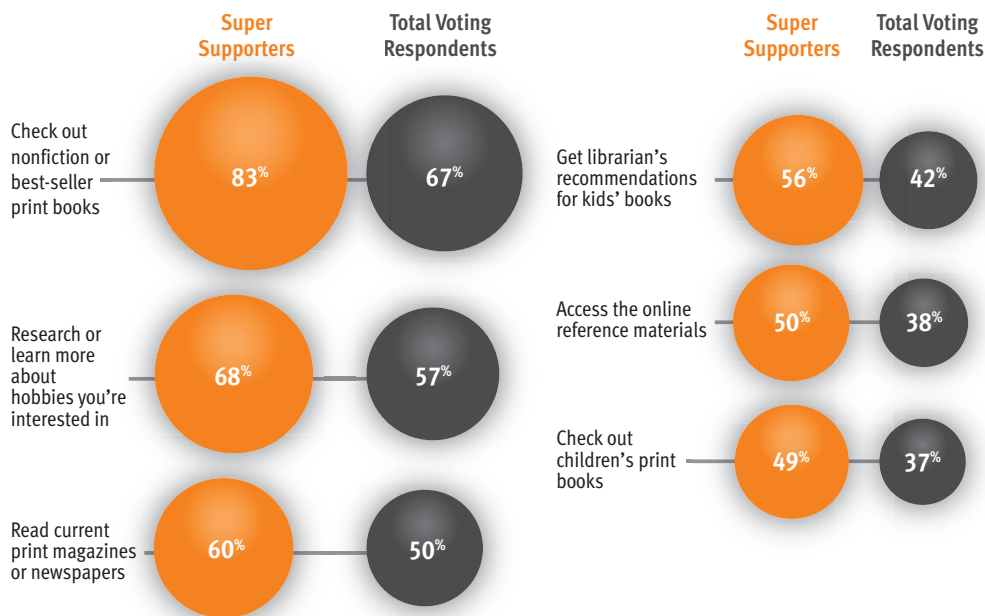 Super
Supporters
Total Voting
Respondents
Check out
nonfiction or
best-seller
print books
83%
67%
Research or
learn more
about
hobbies you're
interested in
68%
57%
Read current
print magazines
or newspapers
60%
50%
Super
Supporters
Total Voting
Respondents
Get librarian's
recommendations
for kids' books
56%
42%
Access the online
reference materials
50%
38%
Check out
children's print
books
49%
37%